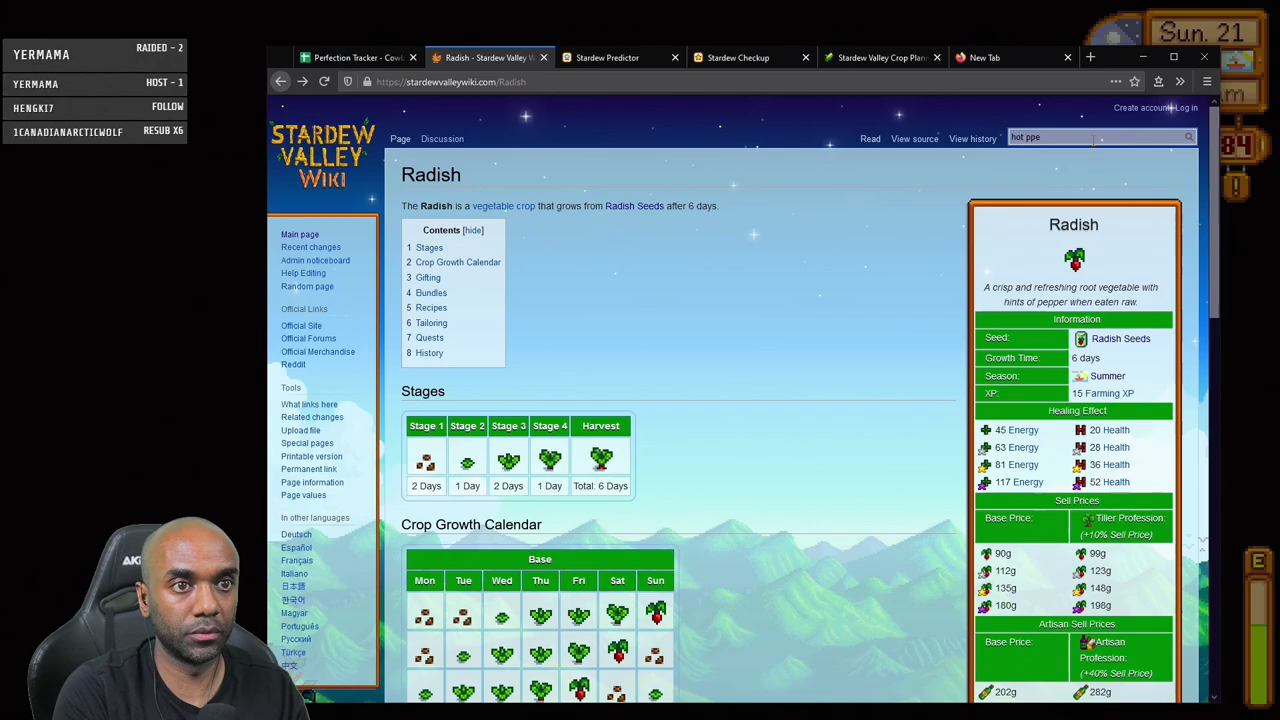 YERMAMA RAIDED - 2
YERMAMA HOST - 1
HENGKI7 FOLLOW
1CANADIANARCTICWOLF RESUB X6
Sun. 21
Perfection Tracker - Cowb
Radish - Stardew Valley W
Stardew Predictor
Stardew Checkup
Stardew Valley Crop Plan
New Tab
https://stardewvalleywiki.com/Radish
Create account Log in
STARDEW
VALLEY
WIKI
Page
Discussion
Read
View source
View history
hot ppe
84
Radish
The Radish is a vegetable crop that grows from Radish Seeds after 6 days.
Contents [hide]
1 Stages
2 Crop Growth Calendar
3 Gifting
4 Bundles
5 Recipes
6 Tailoring
7 Quests
8 History
Main page
Recent changes
Admin noticeboard
Help Editing
Random page
Official Links
Official Site
Official Forums
Official Merchandise
Reddit
Tools
What links here
Related changes
Upload file
Special pages
Printable version
Permanent link
Page information
Page values
In other languages
Deutsch
Español
Français
Italiano
日本語
한국어
Magyar
Português
Русский
Türkçe
中文
Stages
Stage 1 Stage 2 Stage 3 Stage 4 Harvest
2 Days 1 Day 2 Days 1 Day Total: 6 Days
Crop Growth Calendar
Base
Mon Tue Wed Thu Fri Sat Sun
Radish
A crisp and refreshing root vegetable with
hints of pepper when eaten raw.
Information
Seed: Radish Seeds
Growth Time: 6 days
Season: Summer
XP: 15 Farming XP
Healing Effect
45 Energy 20 Health
63 Energy 28 Health
81 Energy 36 Health
117 Energy 52 Health
Sell Prices
Base Price: Tiller Profession:
(+10% Sell Price)
90g 99g
112g 123g
135g 148g
180g 198g
Artisan Sell Prices
Base Price: Artisan
Profession:
(+40% Sell Price)
202g 282g
E